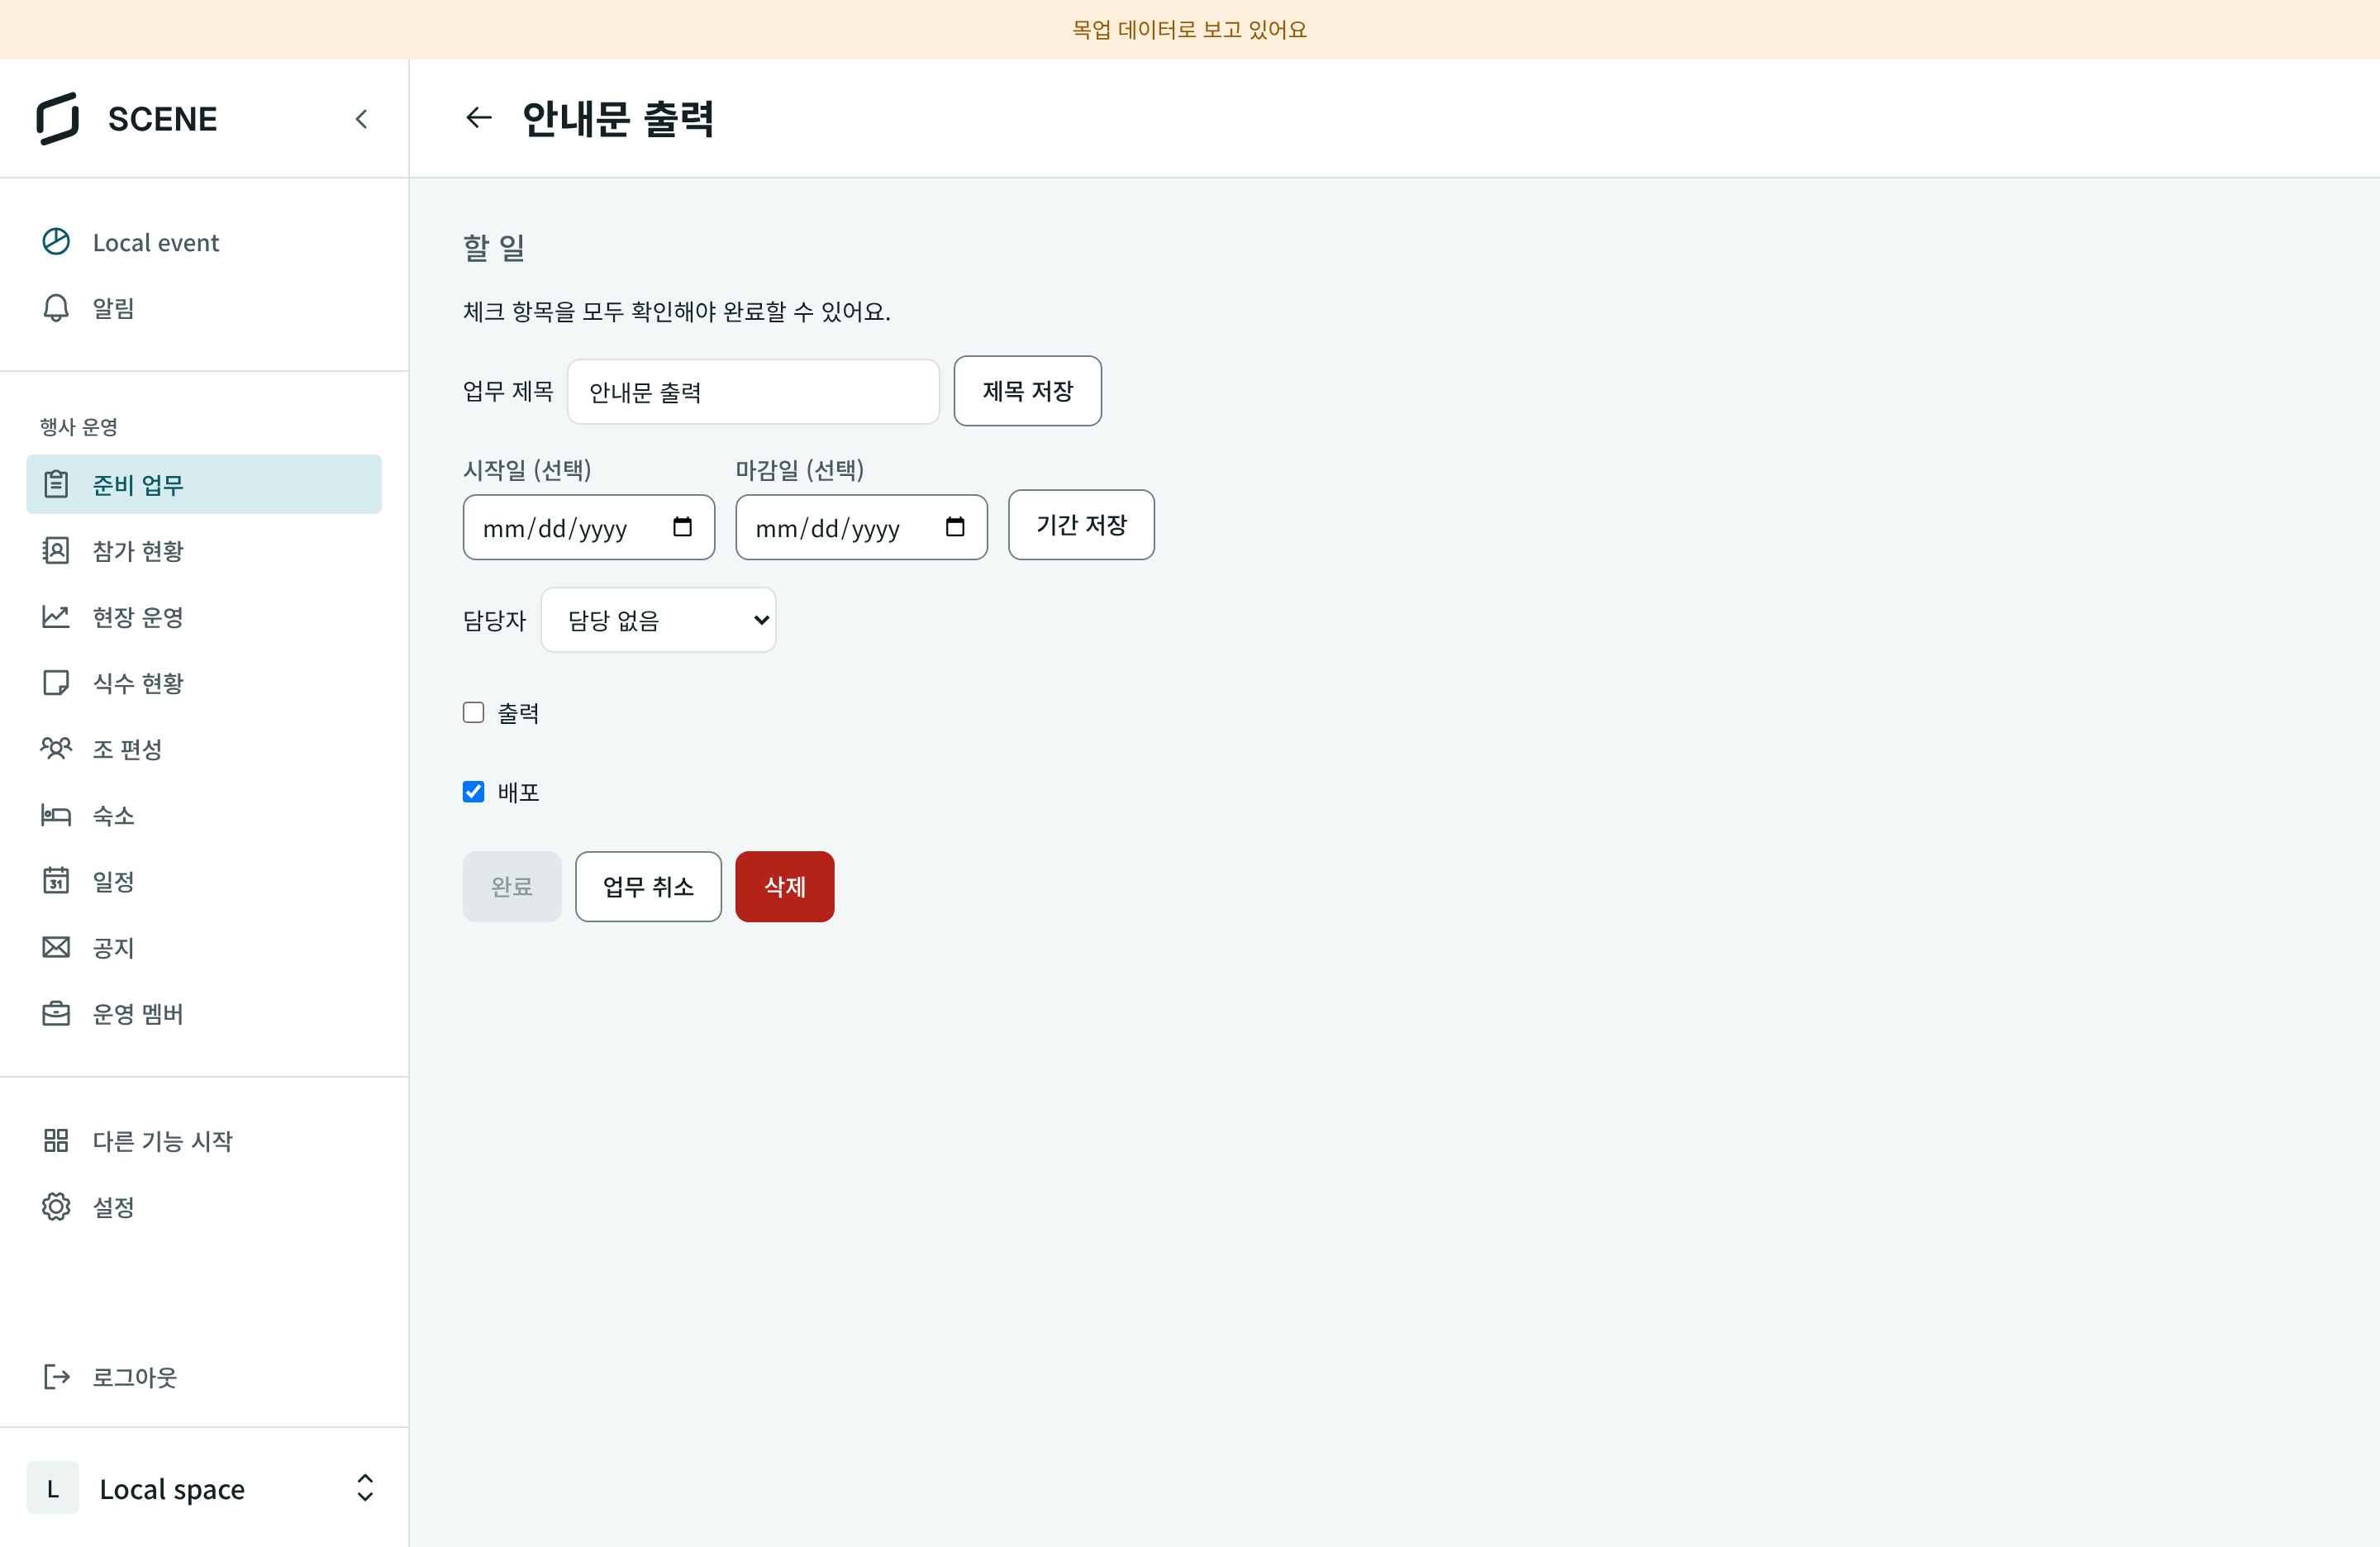 목업 데이터로 보고 있어요
SCENE
안내문 출력
Local event
알림
행사 운영
준비 업무
참가 현황
현장 운영
식수 현황
조 편성
숙소
31 일정
공지
운영 멤버
다른 기능 시작
설정
로그아웃
L Local space
할 일
체크 항목을 모두 확인해야 완료할 수 있어요.
업무 제목 안내문 출력 제목 저장
시작일 (선택) 마감일 (선택)
mm/dd/yyyy mm/dd/yyyy 기간 저장
담당자 담당 없음
출력
배포
완료 업무 취소 삭제